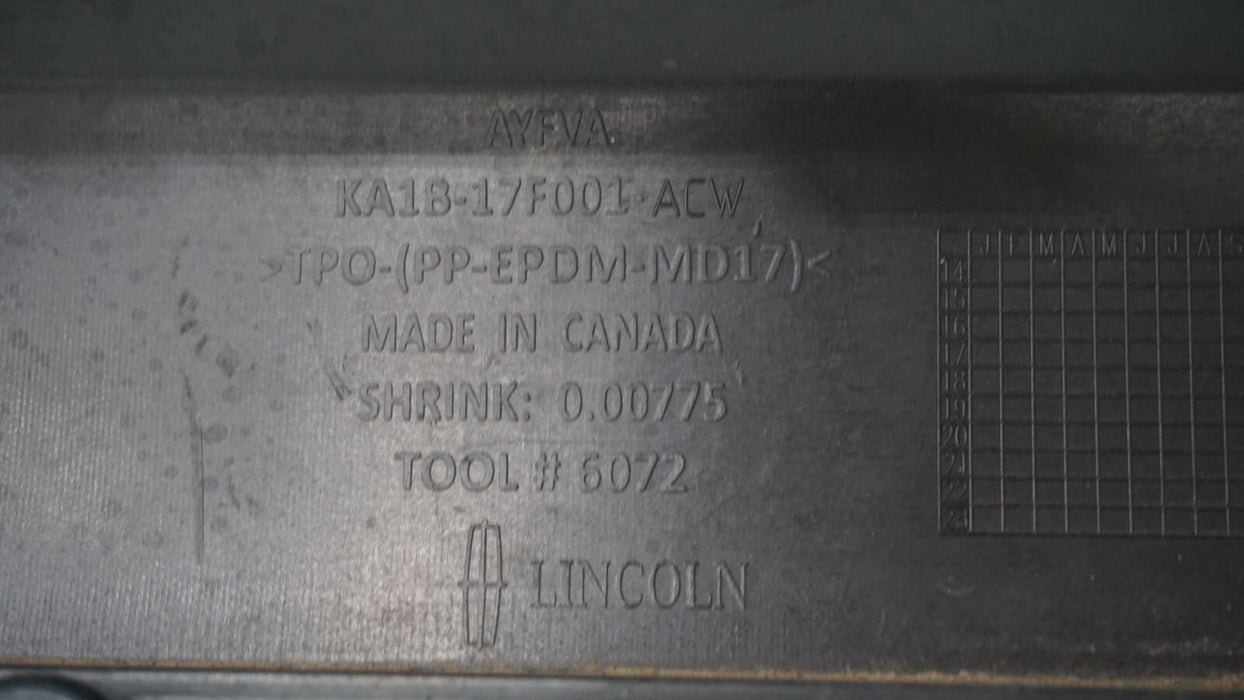 AYFVA
KA1B-17F001-ACW
>TPO-(PP-EPDM-MD17)<
MADE IN CANADA
SHRINK: 0.00775
TOOL # 6072
LINCOLN
J F M A M J J A S
14
15
16
17
18
19
20
21
22
23